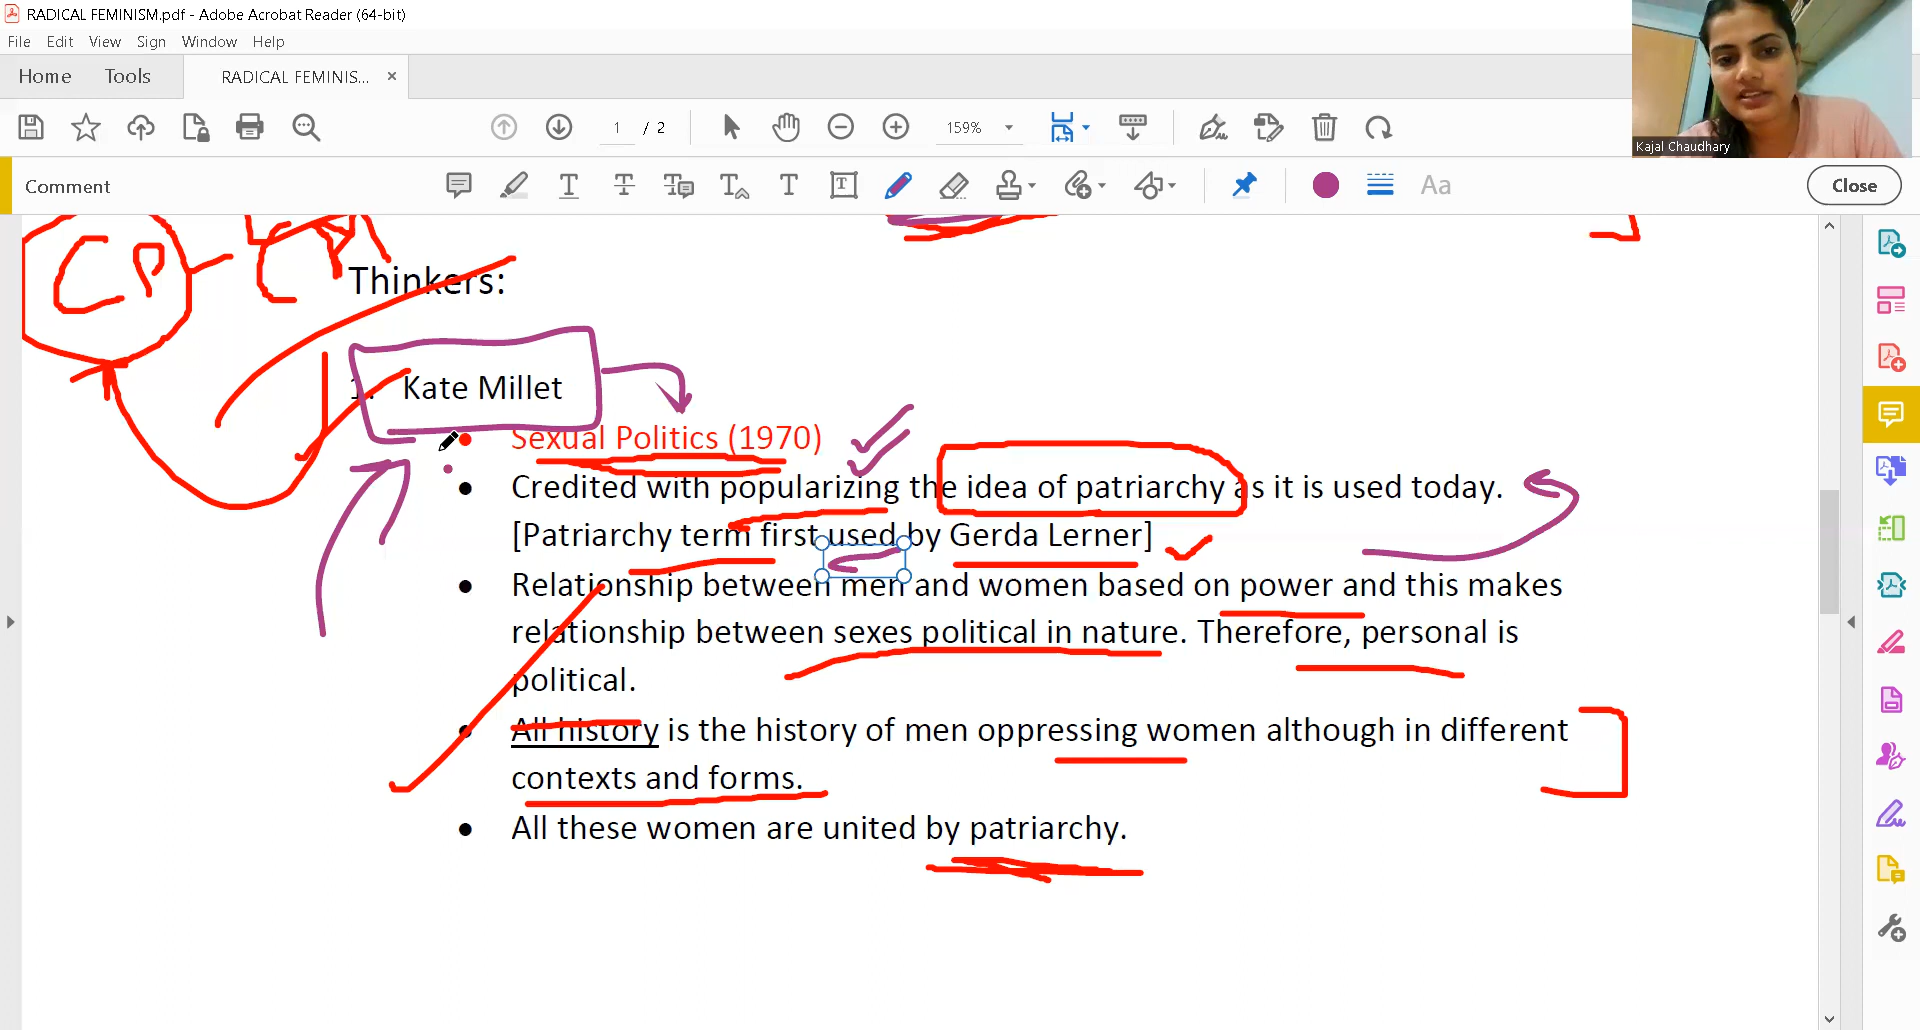 RADICAL FEMINISM.pdf - Adobe Acrobat Reader (64-bit)
File Edit View Sign Window Help
Home Tools RADICAL FEMINIS... ×
1 / 2 159%
Kajal Chaudhary
Comment Aa Close
CP
Thinkers:
1. Kate Millet
• Sexual Politics (1970)
• Credited with popularizing the idea of patriarchy as it is used today.
[Patriarchy term first used by Gerda Lerner]
• Relationship between men and women based on power and this makes
relationship between sexes political in nature. Therefore, personal is
political.
• All history is the history of men oppressing women although in different
contexts and forms.
• All these women are united by patriarchy.